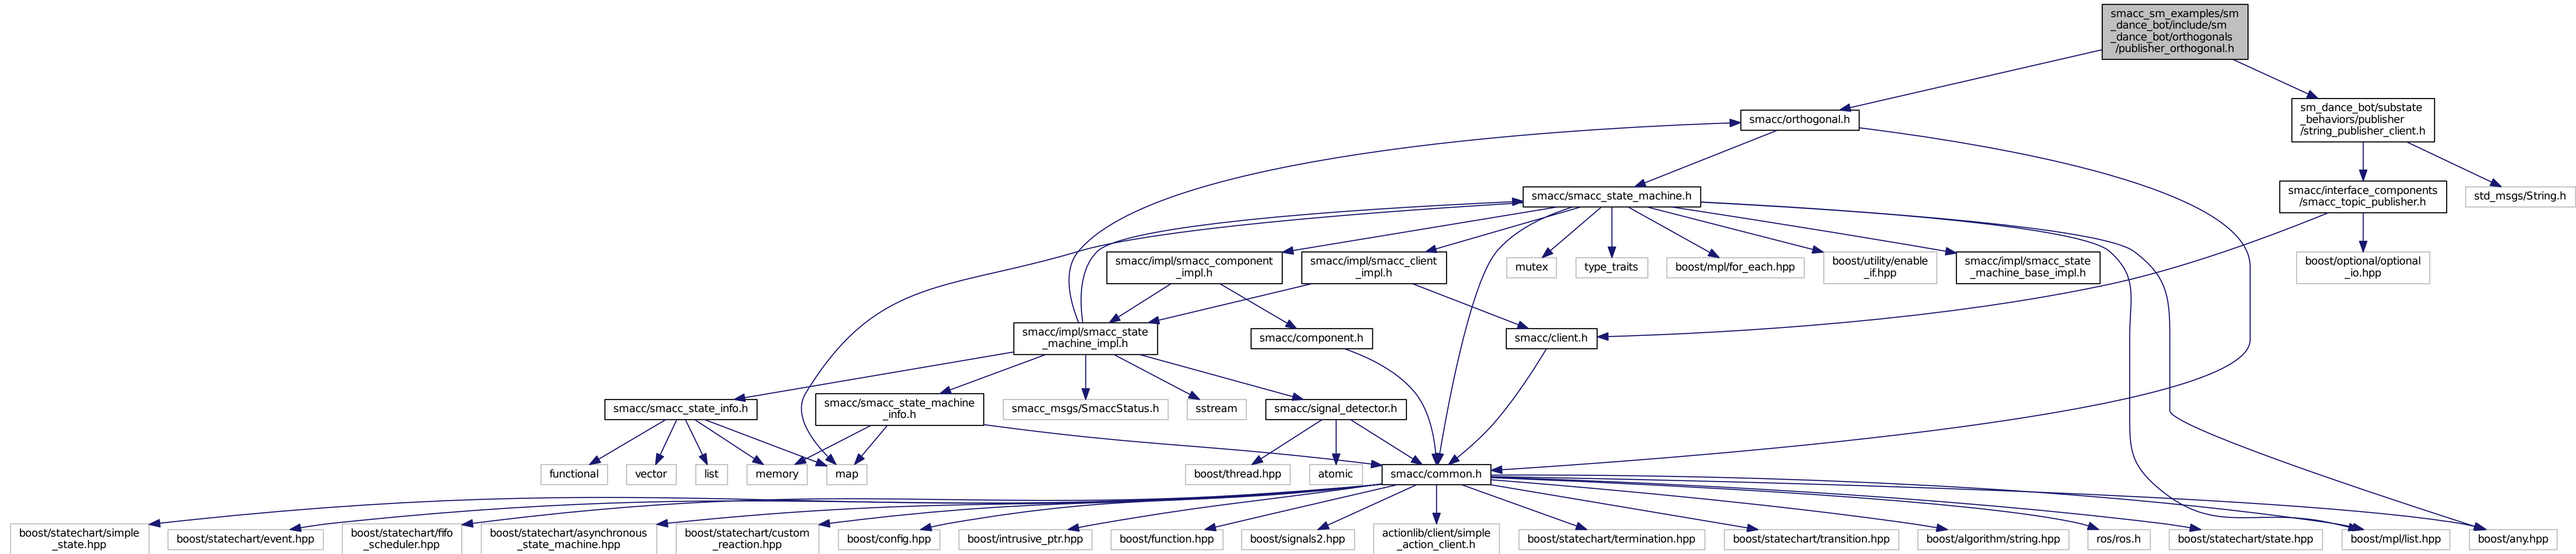 smacc_sm_examples/sm
_dance_bot/include/sm
_dance_bot/orthogonals
/publisher_orthogonal.h
smacc/orthogonal.h
sm_dance_bot/substate
_behaviors/publisher
/string_publisher_client.h
smacc/smacc_state_machine.h
smacc/interface_components
/smacc_topic_publisher.h
std_msgs/String.h
smacc/impl/smacc_component
_impl.h
smacc/impl/smacc_client
_impl.h
mutex
type_traits
boost/mpl/for_each.hpp
boost/utility/enable
_if.hpp
smacc/impl/smacc_state
_machine_base_impl.h
boost/optional/optional
_io.hpp
smacc/impl/smacc_state
_machine_impl.h
smacc/component.h
smacc/client.h
smacc/smacc_state_info.h
smacc/smacc_state_machine
_info.h
smacc_msgs/SmaccStatus.h
sstream
smacc/signal_detector.h
functional
vector
list
memory
map
boost/thread.hpp
atomic
smacc/common.h
boost/statechart/simple
_state.hpp
boost/statechart/event.hpp
boost/statechart/fifo
_scheduler.hpp
boost/statechart/asynchronous
_state_machine.hpp
boost/statechart/custom
_reaction.hpp
boost/config.hpp
boost/intrusive_ptr.hpp
boost/function.hpp
boost/signals2.hpp
actionlib/client/simple
_action_client.h
boost/statechart/termination.hpp
boost/statechart/transition.hpp
boost/algorithm/string.hpp
ros/ros.h
boost/statechart/state.hpp
boost/mpl/list.hpp
boost/any.hpp